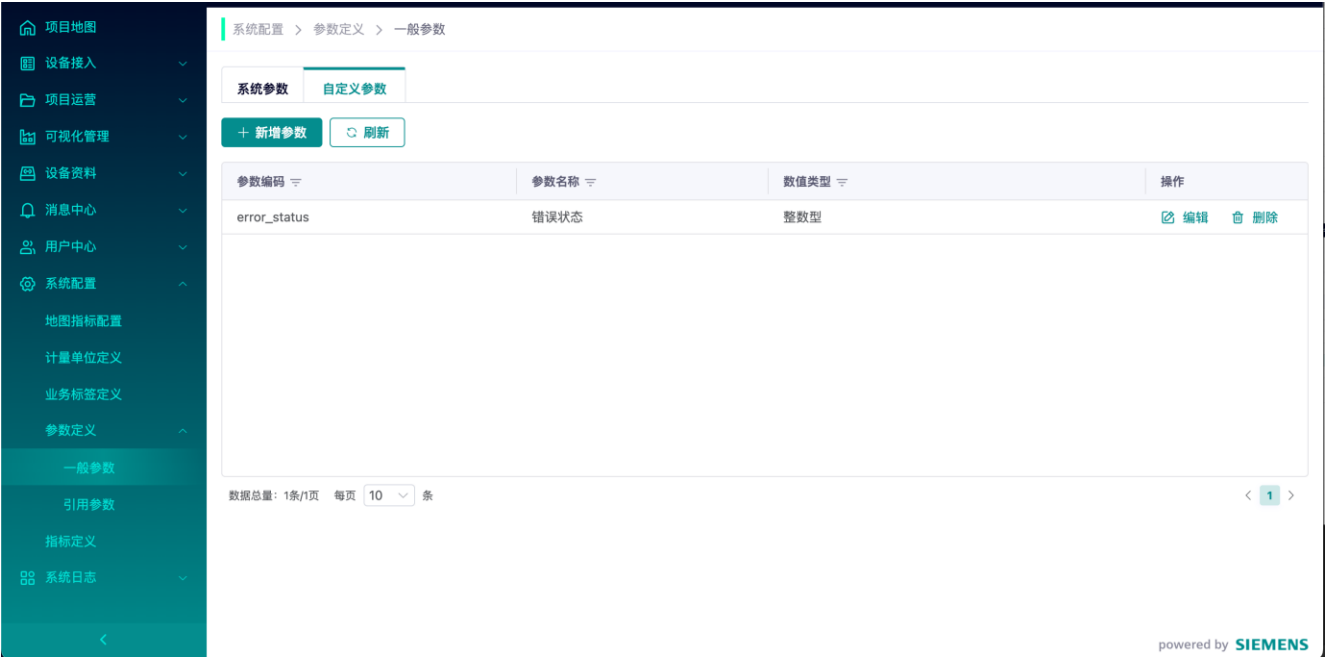 项目地图
设备接入
项目运营
可视化管理
设备资料
消息中心
用户中心
系统配置
地图指标配置
计量单位定义
业务标签定义
参数定义
一般参数
引用参数
指标定义
系统日志
系统配置 > 参数定义 > 一般参数
系统参数 自定义参数
+ 新增参数 刷新
参数编码 参数名称 数值类型 操作
error_status 错误状态 整数型 编辑 删除
数据总量: 1条/1页 每页 10 条 < 1 >
powered by SIEMENS